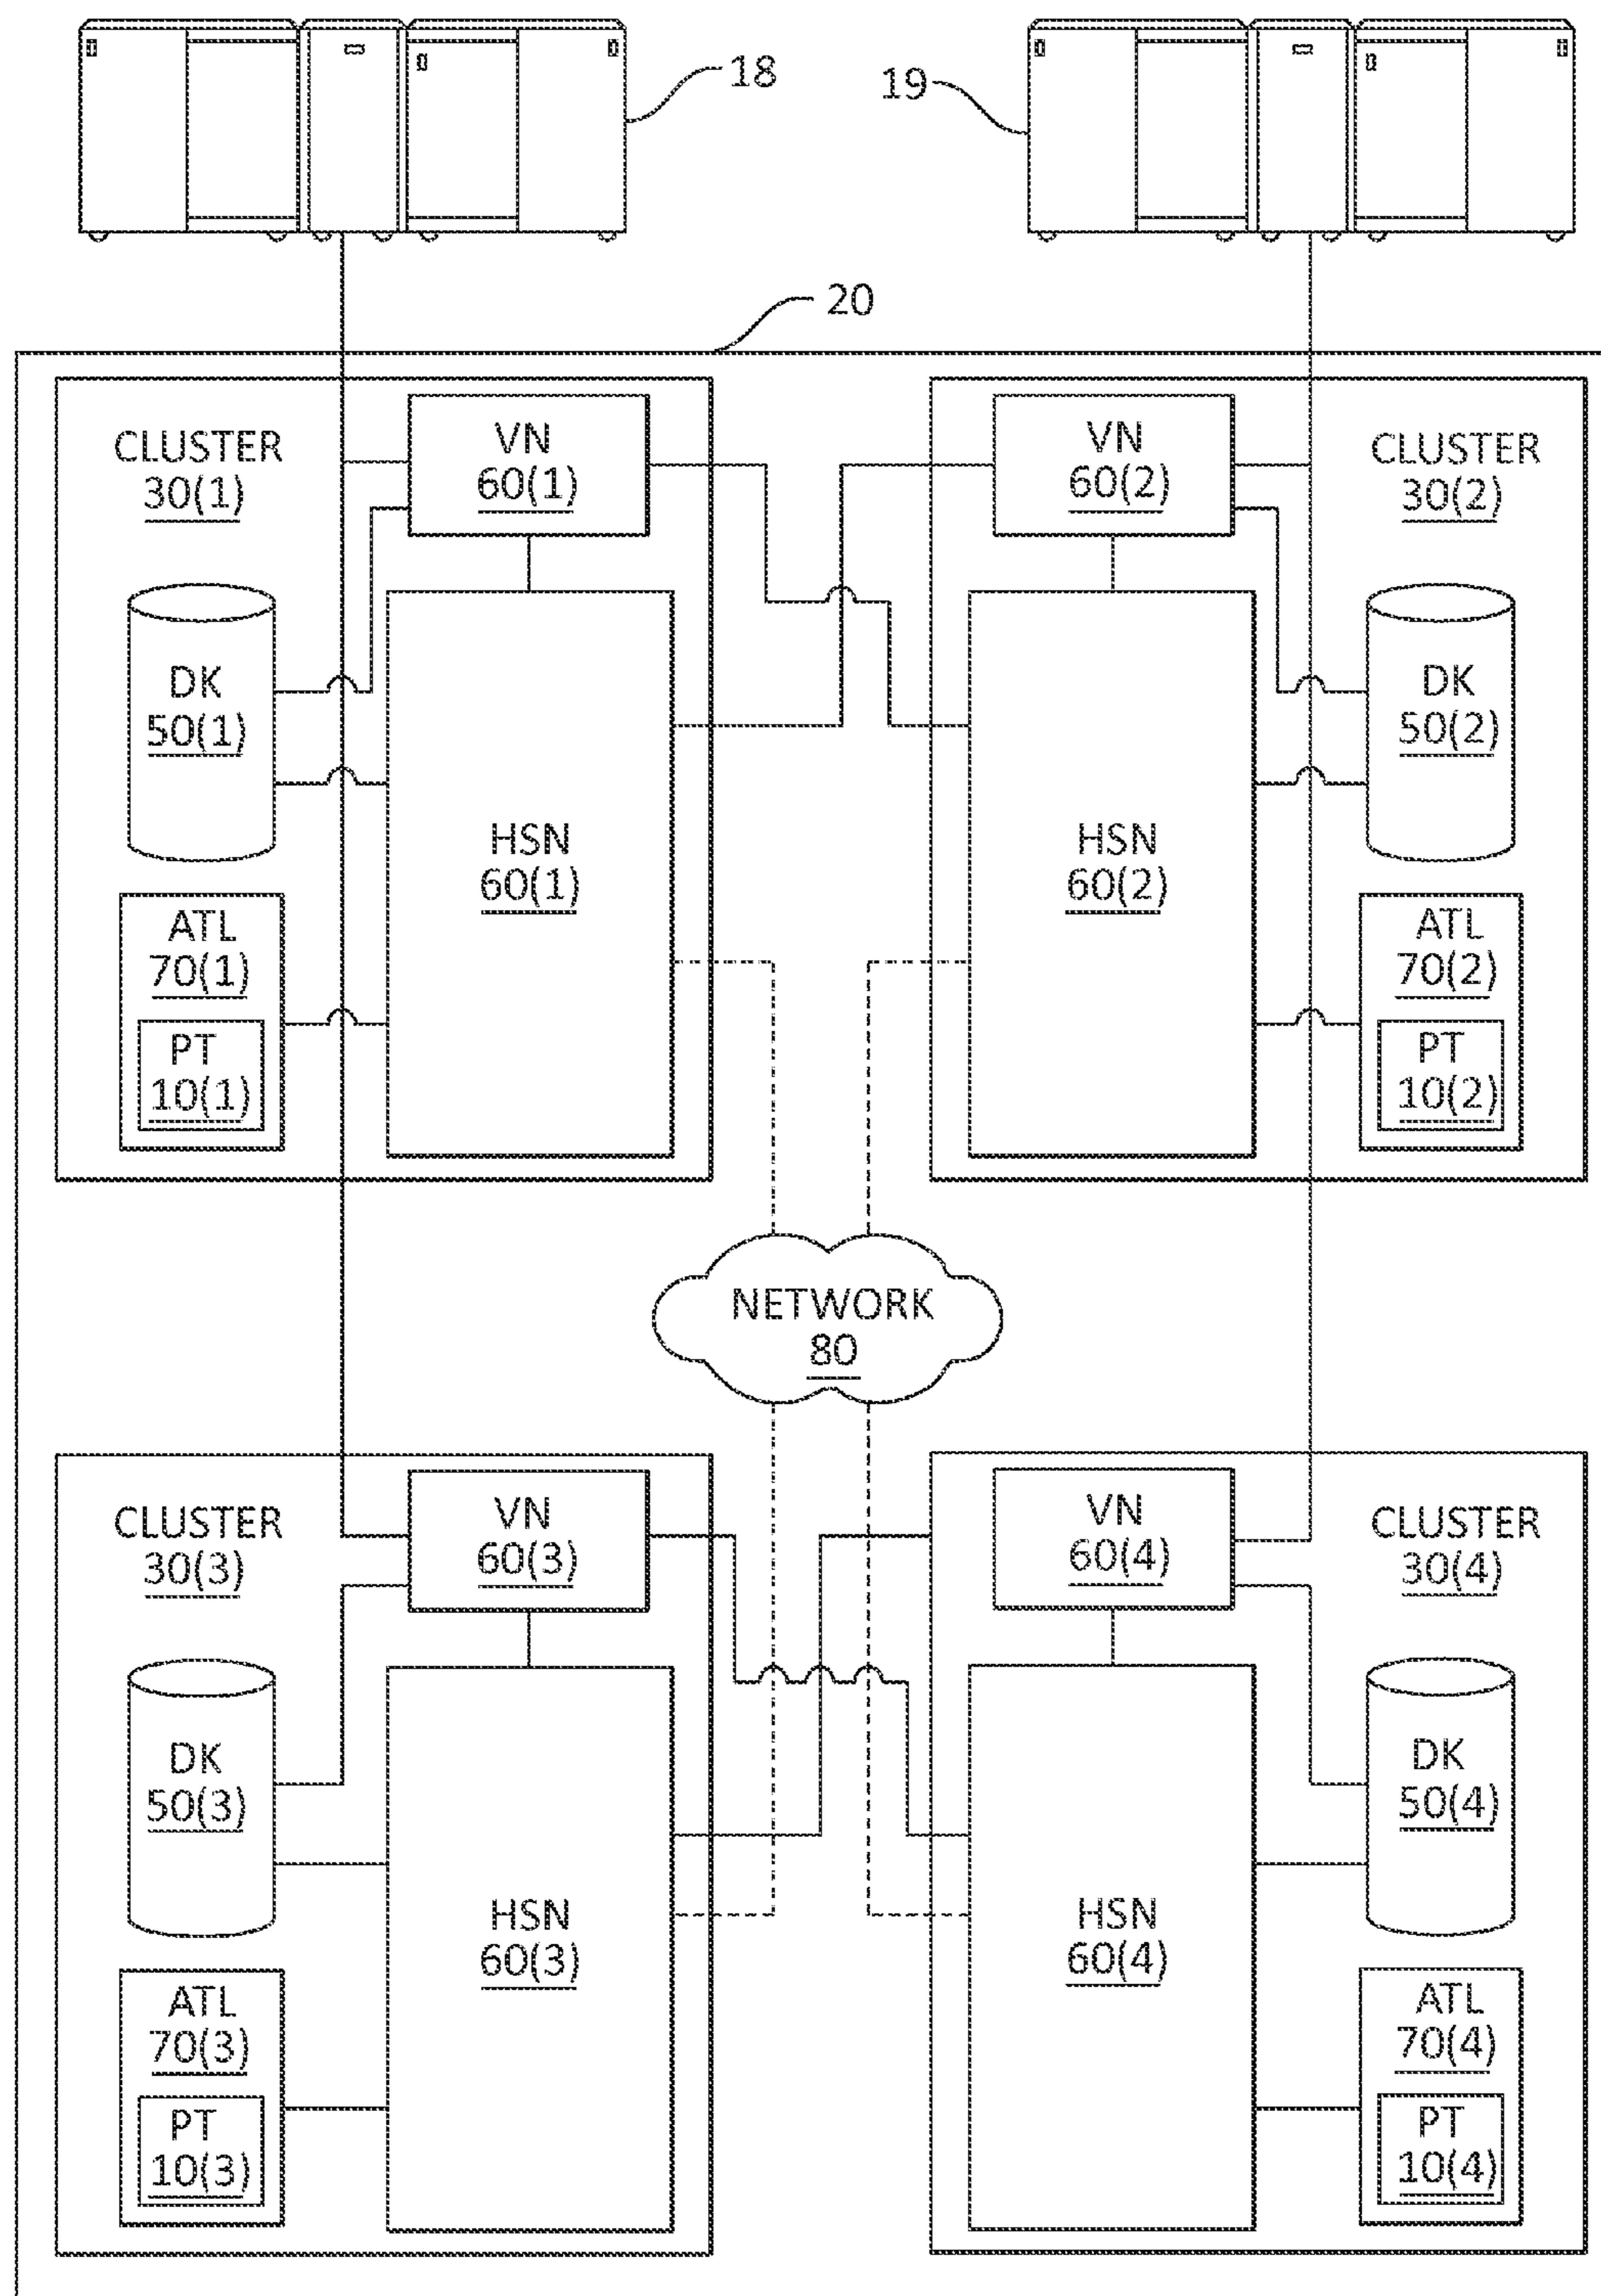 18
19
20
CLUSTER
30(1)
VN
60(1)
VN
60(2)
CLUSTER
30(2)
DK
50(1)
DK
50(2)
HSN
60(1)
HSN
60(2)
ATL
70(1)
PT
10(1)
ATL
70(2)
PT
10(2)
NETWORK
80
CLUSTER
30(3)
VN
60(3)
VN
60(4)
CLUSTER
30(4)
DK
50(3)
DK
50(4)
HSN
60(3)
HSN
60(4)
ATL
70(3)
PT
10(3)
ATL
70(4)
PT
10(4)